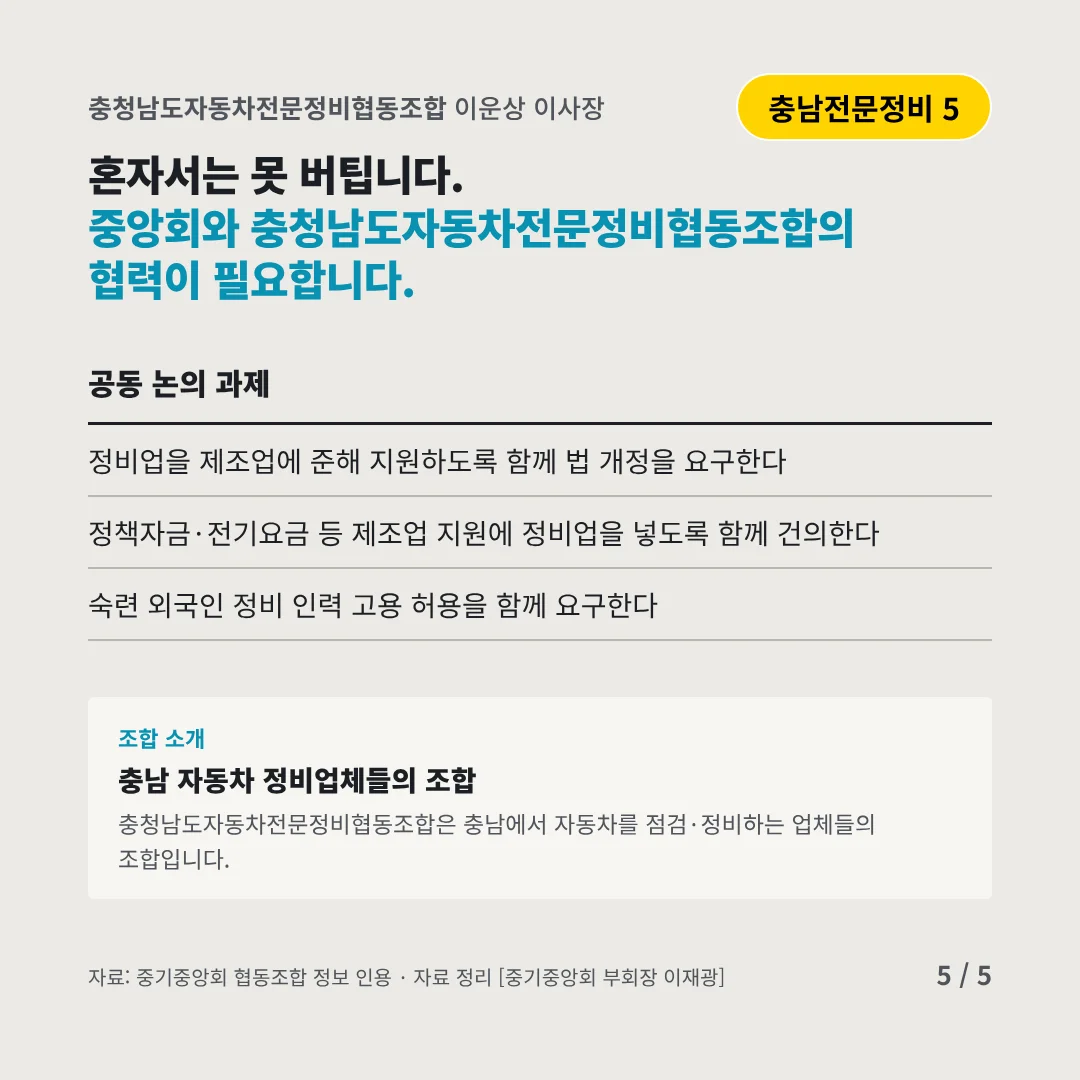 충청남도자동차전문정비협동조합 이운상 이사장
충남전문정비 5
혼자서는 못 버팁니다.
중앙회와 충청남도자동차전문정비협동조합의
협력이 필요합니다.
공동 논의 과제
정비업을 제조업에 준해 지원하도록 함께 법 개정을 요구한다
정책자금·전기요금 등 제조업 지원에 정비업을 넣도록 함께 건의한다
숙련 외국인 정비 인력 고용 허용을 함께 요구한다
조합 소개
충남 자동차 정비업체들의 조합
충청남도자동차전문정비협동조합은 충남에서 자동차를 점검·정비하는 업체들의
조합입니다.
자료: 중기중앙회 협동조합 정보 인용 · 자료 정리 [중기중앙회 부회장 이재광]
5 / 5